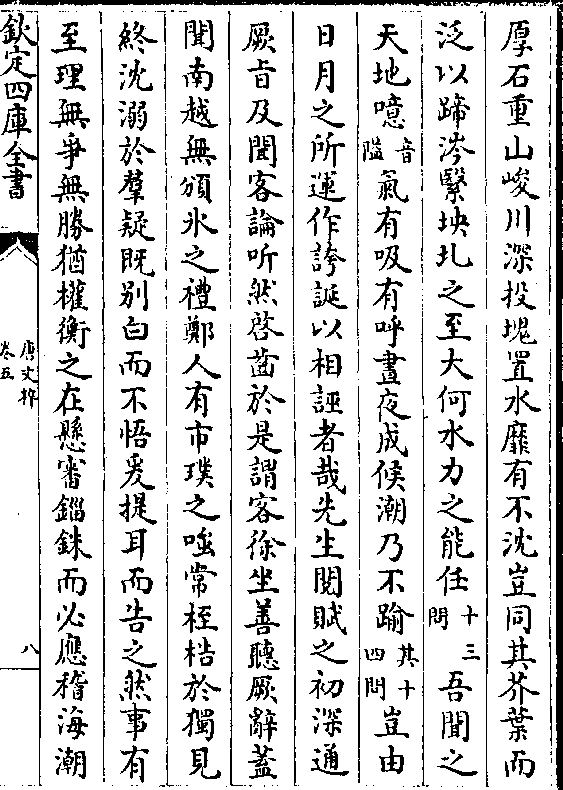 厚石重山峻川深投塊置水靡有不沈豈同其芥葉而
泛以蹄涔繄坱圠之至大何水力之能任十三問吾聞之
天地噫音隘氣有吸有呼晝夜成候潮乃不踰其十四問豈由
日月之所運作誇誕以相誣者哉先生閱賦之初深通
厥旨及聞客論听然啓齒於是謂客徐坐善聽厥辭蓋
聞南越無頒氷之禮鄭人有市璞之嗤常桎梏於獨見
終沈溺於羣疑既別白而不悟爰提耳而告之然事有
至理無爭無勝猶權衡之在懸審錙銖而必應稽海潮
欽定四庫全書
唐文粹
卷五
八